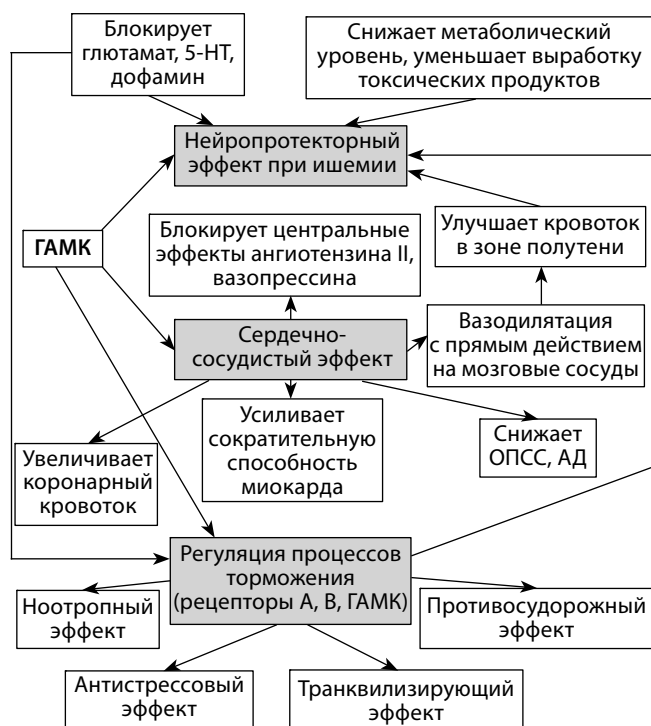 Блокирует
глютамат, 5-НТ,
дофамин
Снижает метаболический
уровень, уменьшает выработку
токсических продуктов
Нейропротекторный
эффект при ишемии
ГАМК
Блокирует центральные
эффекты ангиотензина II,
вазопрессина
Улучшает кровоток
в зоне полутени
Сердечно-
сосудистый эффект
Вазодилятация
с прямым действием
на мозговые сосуды
Увеличивает
коронарный
кровоток
Усиливает
сократительную
способность
миокарда
Снижает
ОПСС, АД
Регуляция процессов
торможения
(рецепторы А, В, ГАМК)
Ноотропный
эффект
Противосудорожный
эффект
Антистрессовый
эффект
Транквилизирующий
эффект